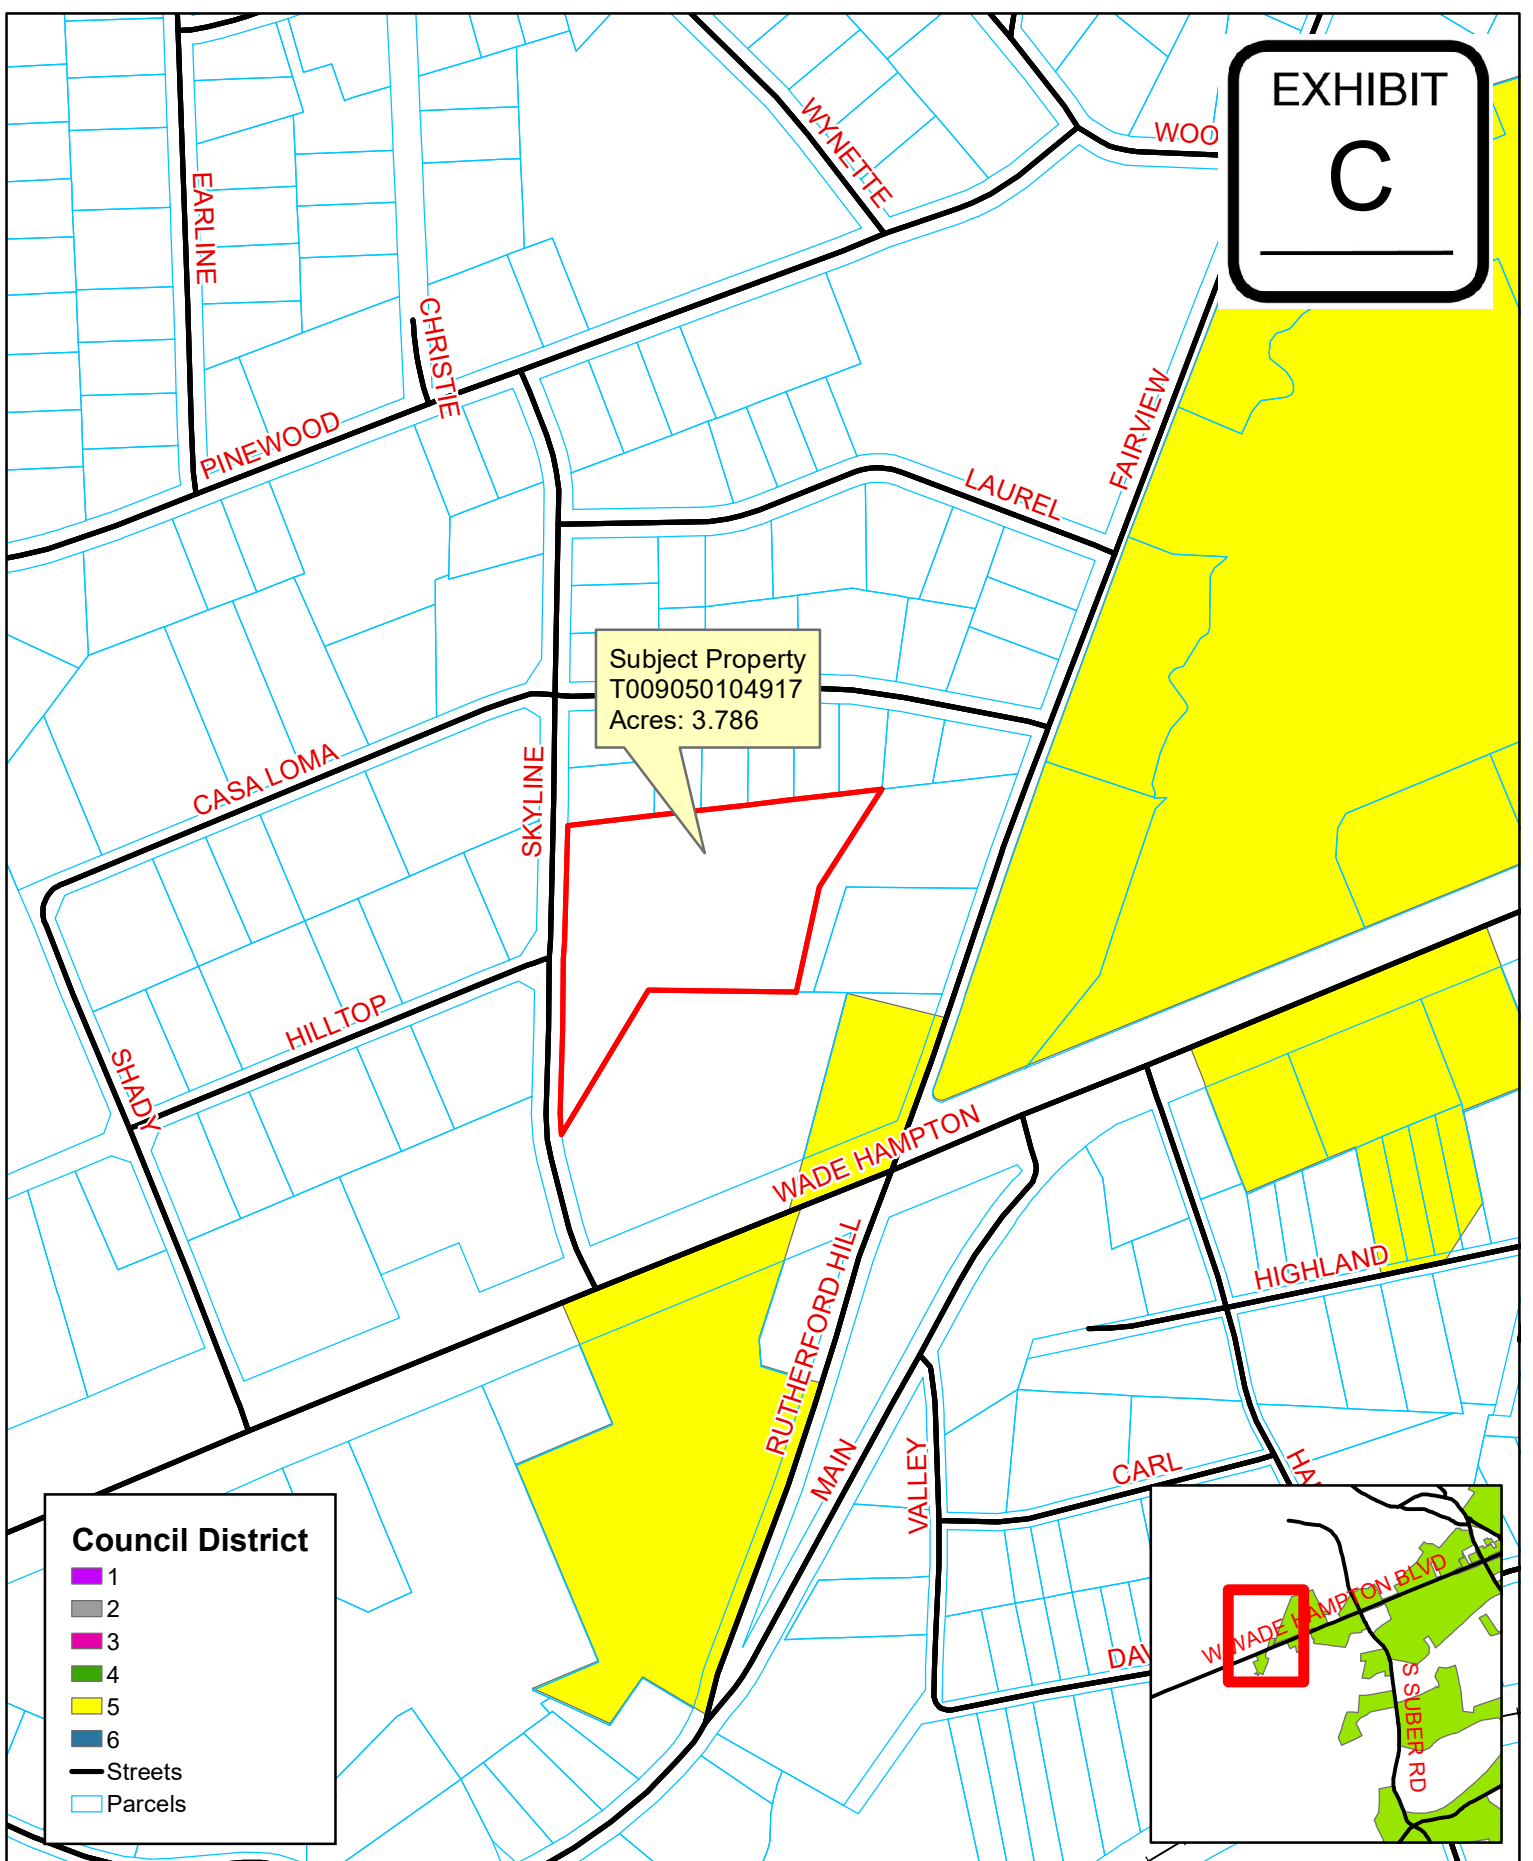 EXHIBIT
C
WYNETTE
WOO
EARLINE
CHRISTIE
PINEWOOD
FAIRVIEW
LAUREL
Subject Property
T009050104917
Acres: 3.786
CASA LOMA
SKYLINE
HILLTOP
SHADY
WADE HAMPTON
RUTHERFORD HILL
HIGHLAND
MAIN
VALLEY
CARL
HA
DAV
Council District
1
2
3
4
5
6
Streets
Parcels
W WADE HAMPTON BLVD
S SUBER RD